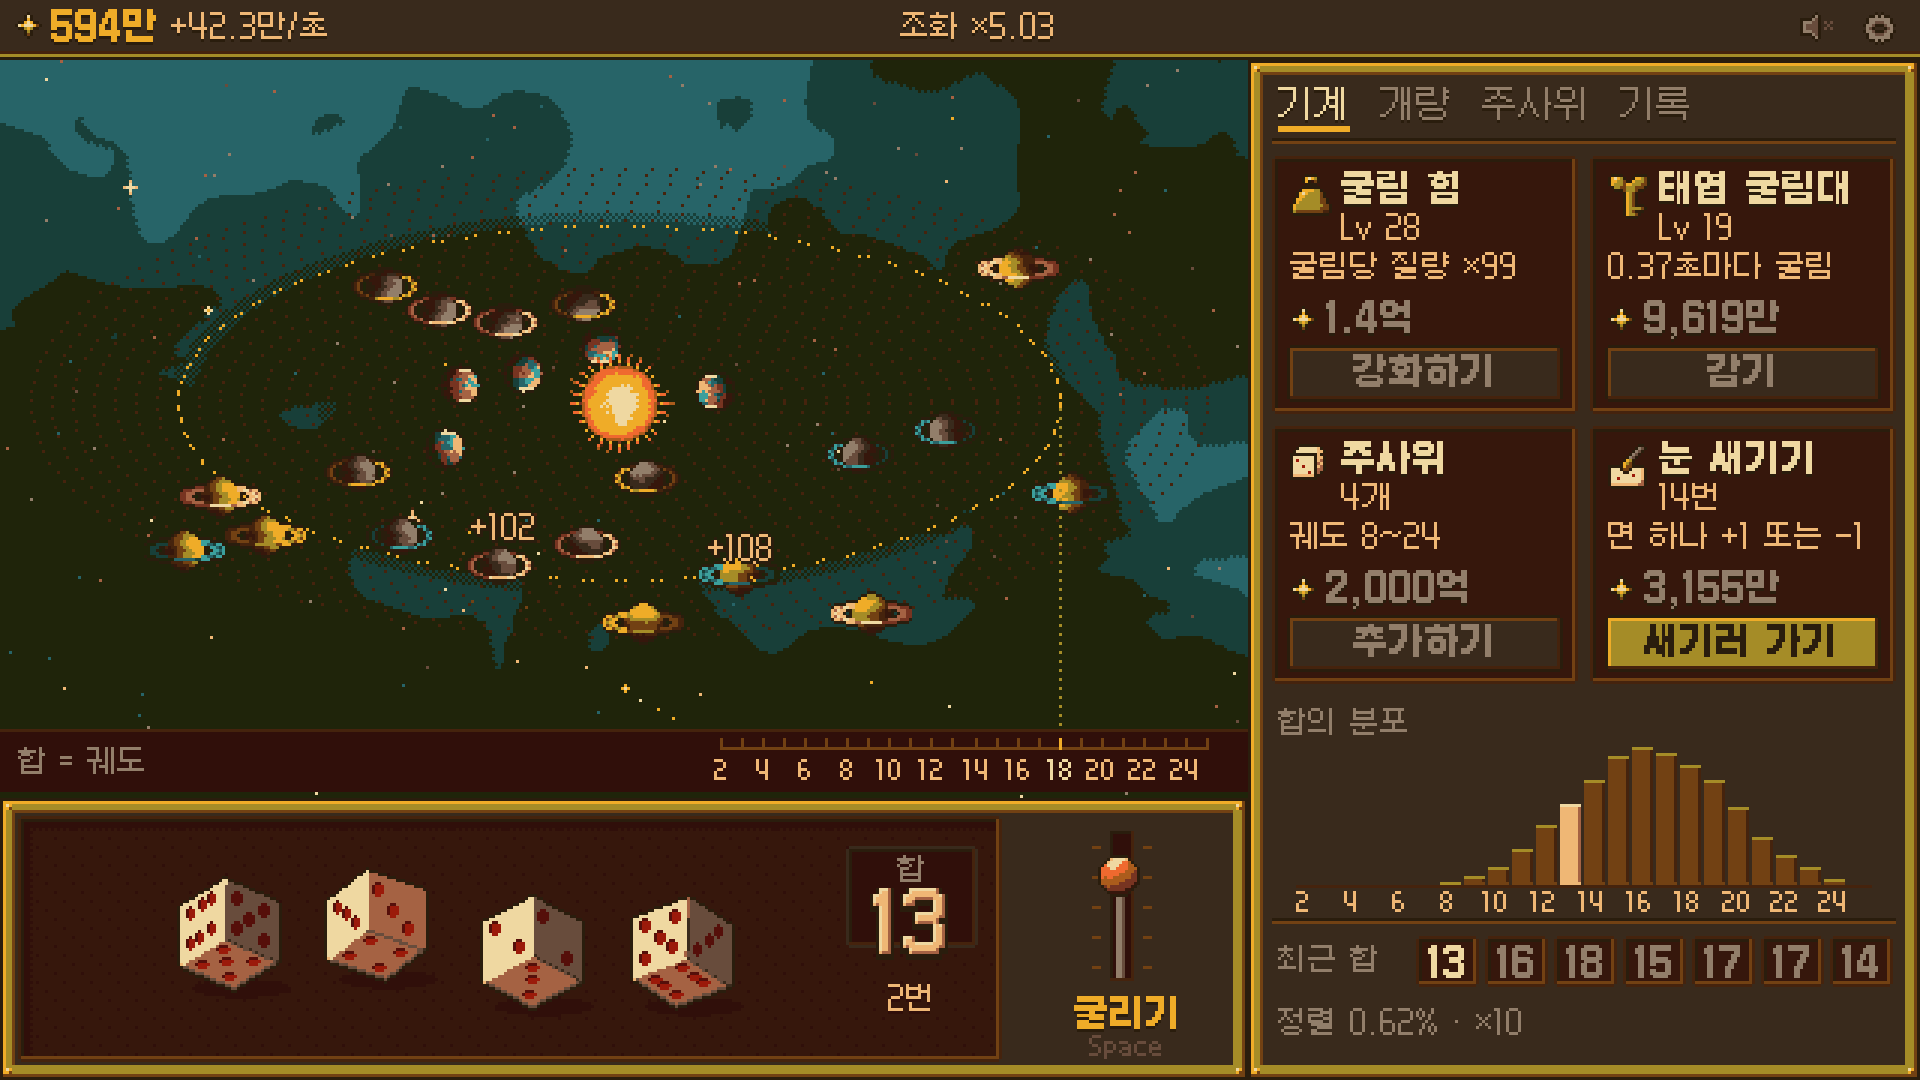 594만 +42.3만/초
조화 ×5.03
기계 개량 주사위 기록
굴림 힘
Lv 28
굴림당 질량 ×99
1.4억
강화하기
태엽 굴림대
Lv 19
0.37초마다 굴림
9,619만
감기
주사위
4개
궤도 8~24
2,000억
추가하기
눈 새기기
14번
면 하나 +1 또는 -1
3,155만
새기러 가기
+102
+108
합 = 궤도
2 4 6 8 10 12 14 16 18 20 22 24
합의 분포
2 4 6 8 10 12 14 16 18 20 22 24
합
13
2번
굴리기
Space
최근 합 13 16 18 15 17 17 14
정렬 0.62% · ×10